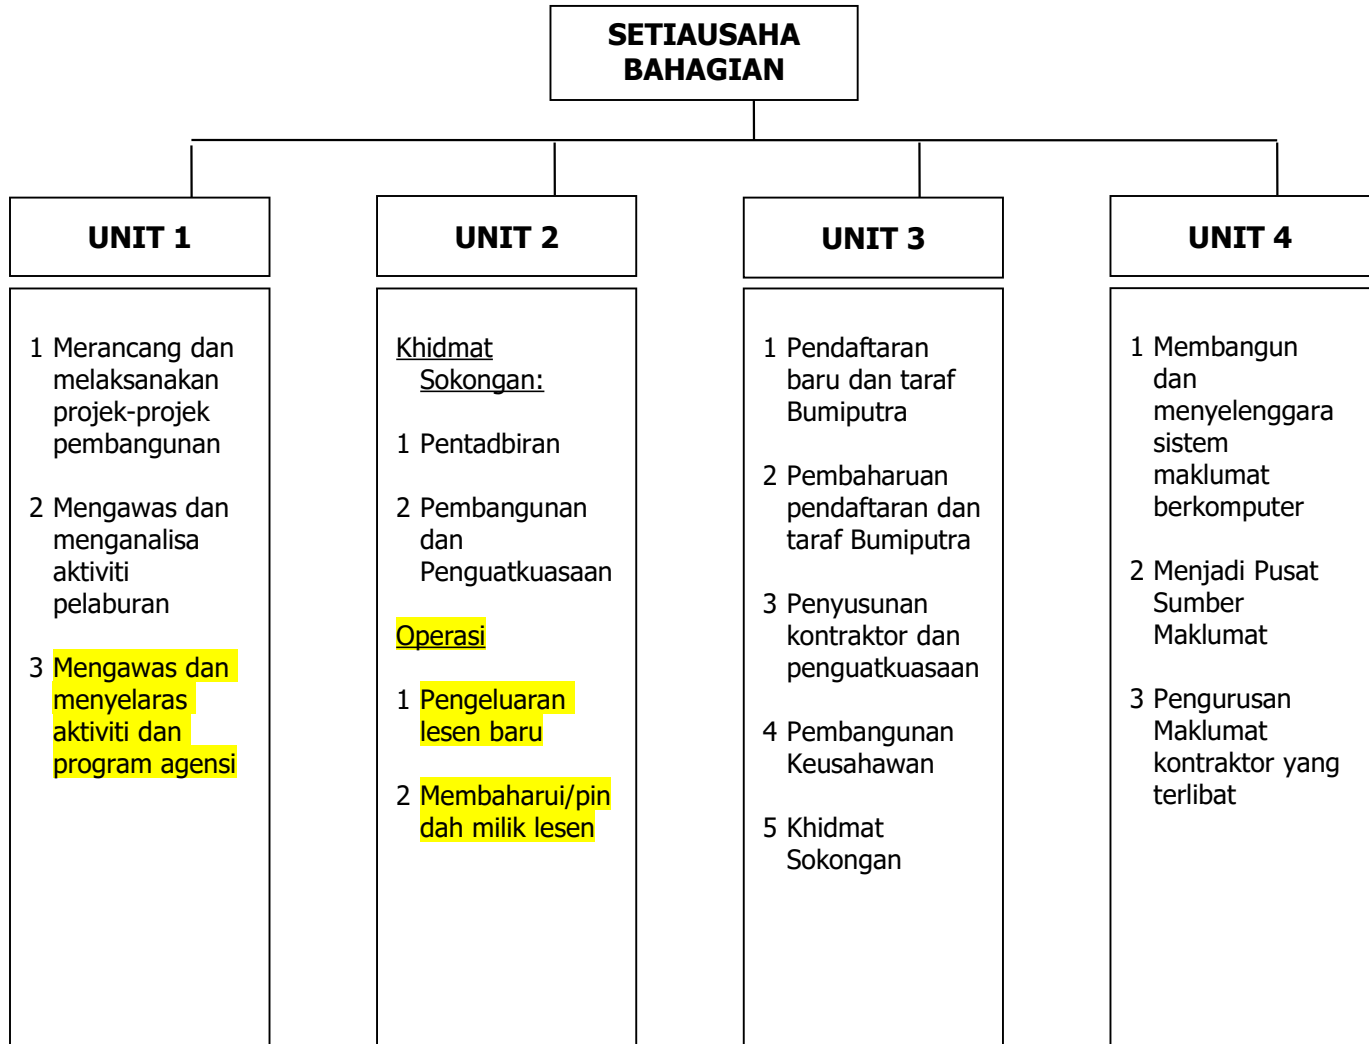 SETIAUSAHA
BAHAGIAN
UNIT 1
1 Merancang dan
melaksanakan
projek-projek
pembangunan
2 Mengawas dan
menganalisa
aktiviti
pelaburan
3 Mengawas dan
menyelaras
aktiviti dan
program agensi
UNIT 2
Khidmat
Sokongan:
1 Pentadbiran
2 Pembangunan
dan
Penguatkuasaan
Operasi
1 Pengeluaran
lesen baru
2 Membaharui/pin
dah milik lesen
UNIT 3
1 Pendaftaran
baru dan taraf
Bumiputra
2 Pembaharuan
pendaftaran dan
taraf Bumiputra
3 Penyusunan
kontraktor dan
penguatkuasaan
4 Pembangunan
Keusahawan
5 Khidmat
Sokongan
UNIT 4
1 Membangun
dan
menyelenggara
sistem
maklumat
berkomputer
2 Menjadi Pusat
Sumber
Maklumat
3 Pengurusan
Maklumat
kontraktor yang
terlibat